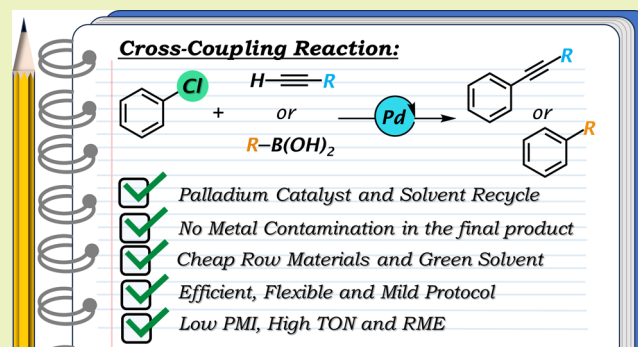 Cross-Coupling Reaction:
Cl
H R
R
+
or
Pd
or
R–B(OH)2
R
Palladium Catalyst and Solvent Recycle
No Metal Contamination in the final product
Cheap Row Materials and Green Solvent
Efficient, Flexible and Mild Protocol
Low PMI, High TON and RME